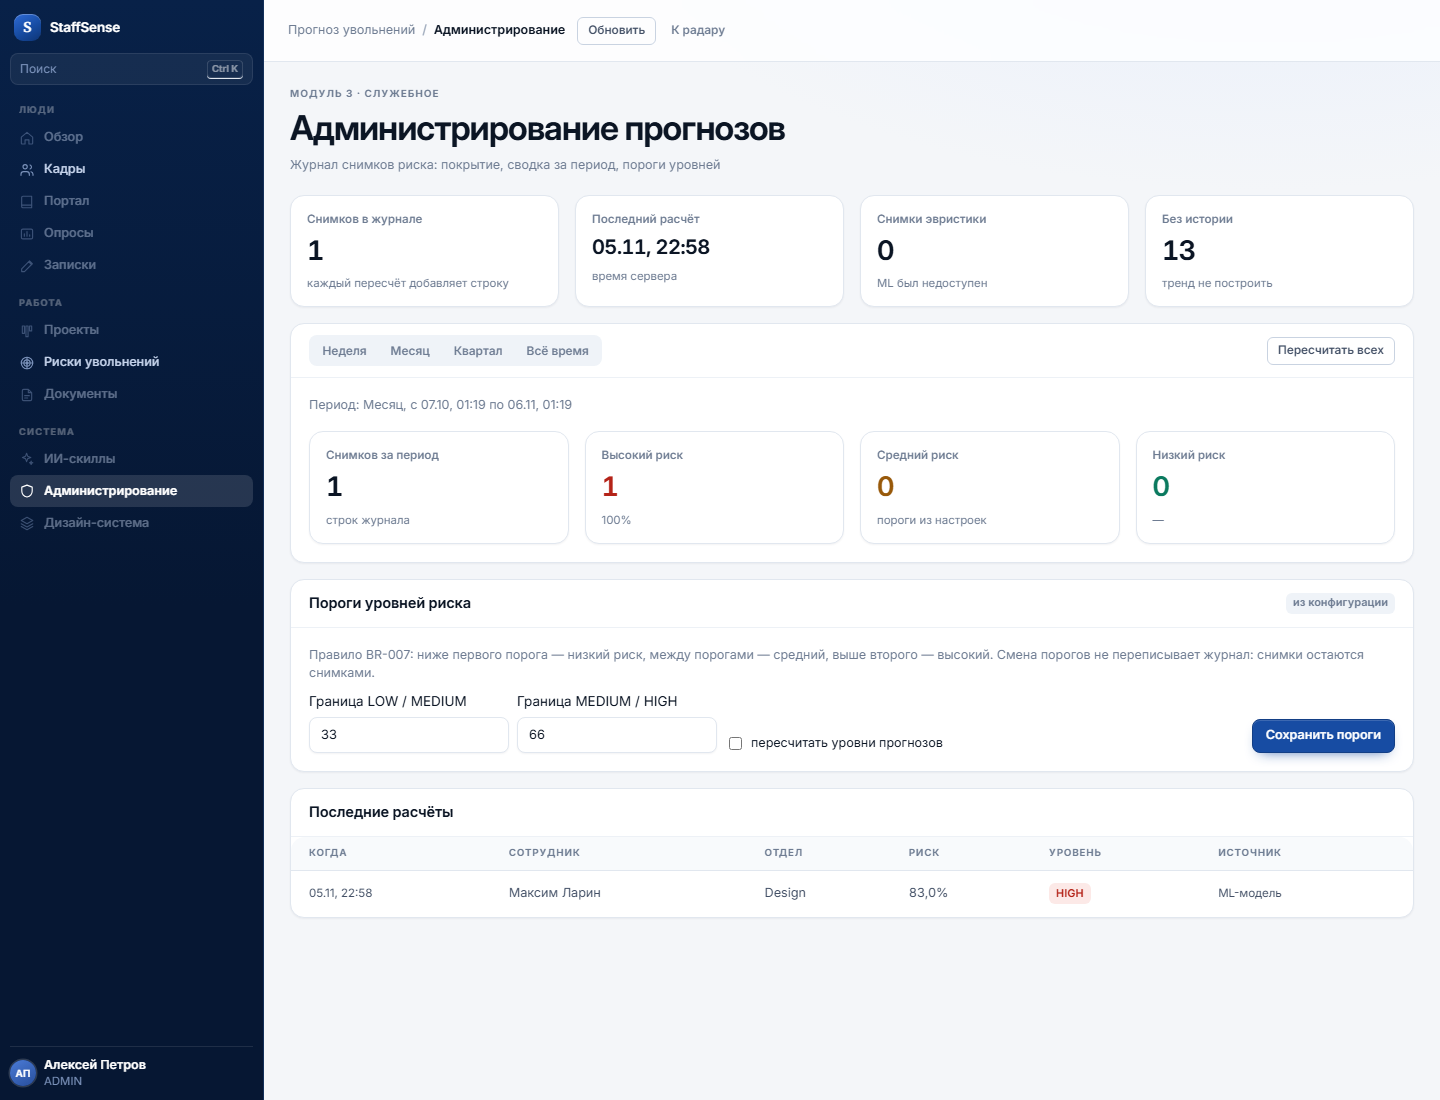 S StaffSense
Поиск Ctrl K
ЛЮДИ
Обзор
Кадры
Портал
Опросы
Записки
РАБОТА
Проекты
Риски увольнений
Документы
СИСТЕМА
ИИ-скиллы
Администрирование
Дизайн-система
АП Алексей Петров
ADMIN
Прогноз увольнений / Администрирование Обновить К радару
МОДУЛЬ 3 · СЛУЖЕБНОЕ
Администрирование прогнозов
Журнал снимков риска: покрытие, сводка за период, пороги уровней
Снимков в журнале
1
каждый пересчёт добавляет строку
Последний расчёт
05.11, 22:58
время сервера
Снимки эвристики
0
ML был недоступен
Без истории
13
тренд не построить
Неделя Месяц Квартал Всё время Пересчитать всех
Период: Месяц, с 07.10, 01:19 по 06.11, 01:19
Снимков за период
1
строк журнала
Высокий риск
1
100%
Средний риск
0
пороги из настроек
Низкий риск
0
—
Пороги уровней риска из конфигурации
Правило BR-007: ниже первого порога — низкий риск, между порогами — средний, выше второго — высокий. Смена порогов не переписывает журнал: снимки остаются
снимками.
Граница LOW / MEDIUM Граница MEDIUM / HIGH
33 66 пересчитать уровни прогнозов Сохранить пороги
Последние расчёты
КОГДА СОТРУДНИК ОТДЕЛ РИСК УРОВЕНЬ ИСТОЧНИК
05.11, 22:58 Максим Ларин Design 83,0% HIGH ML-модель